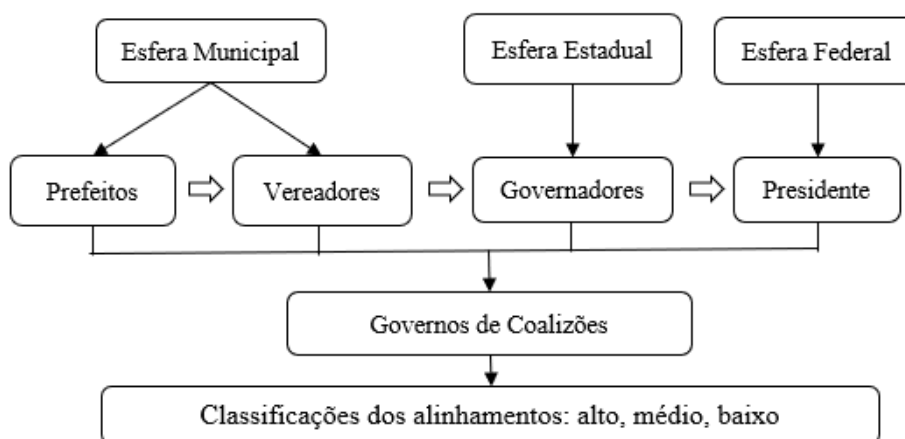 Esfera Municipal
Esfera Estadual
Esfera Federal
Prefeitos
Vereadores
Governadores
Presidente
Governos de Coalizões
Classificações dos alinhamentos: alto, médio, baixo